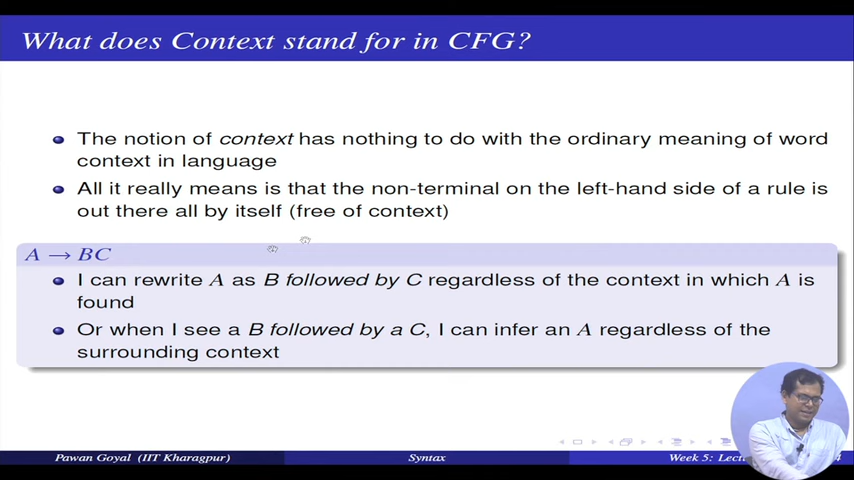 What does Context stand for in CFG?
The notion of context has nothing to do with the ordinary meaning of word
context in language
All it really means is that the non-terminal on the left-hand side of a rule is
out there all by itself (free of context)
A → BC
I can rewrite A as B followed by C regardless of the context in which A is
found
Or when I see a B followed by a C, I can infer an A regardless of the
surrounding context
Pawan Goyal (IIT Kharagpur) Syntax Week 5: